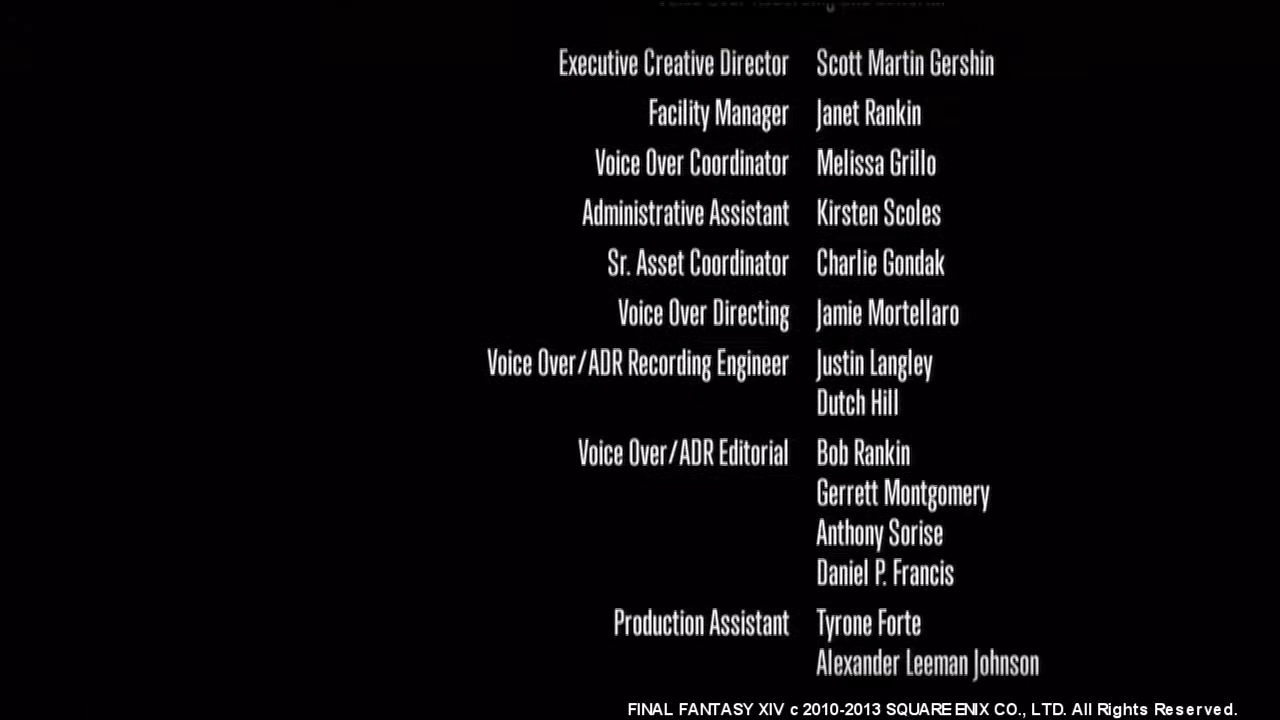 Executive Creative Director Scott Martin Gershin
Facility Manager Janet Rankin
Voice Over Coordinator Melissa Grillo
Administrative Assistant Kirsten Scoles
Sr. Asset Coordinator Charlie Gondak
Voice Over Directing Jamie Mortellaro
Voice Over/ADR Recording Engineer Justin Langley
Dutch Hill
Voice Over/ADR Editorial Bob Rankin
Gerrett Montgomery
Anthony Sorise
Daniel P. Francis
Production Assistant Tyrone Forte
Alexander Leeman Johnson
FINAL FANTASY XIV c 2010-2013 SQUARE ENIX CO., LTD. All Rights Reserved.